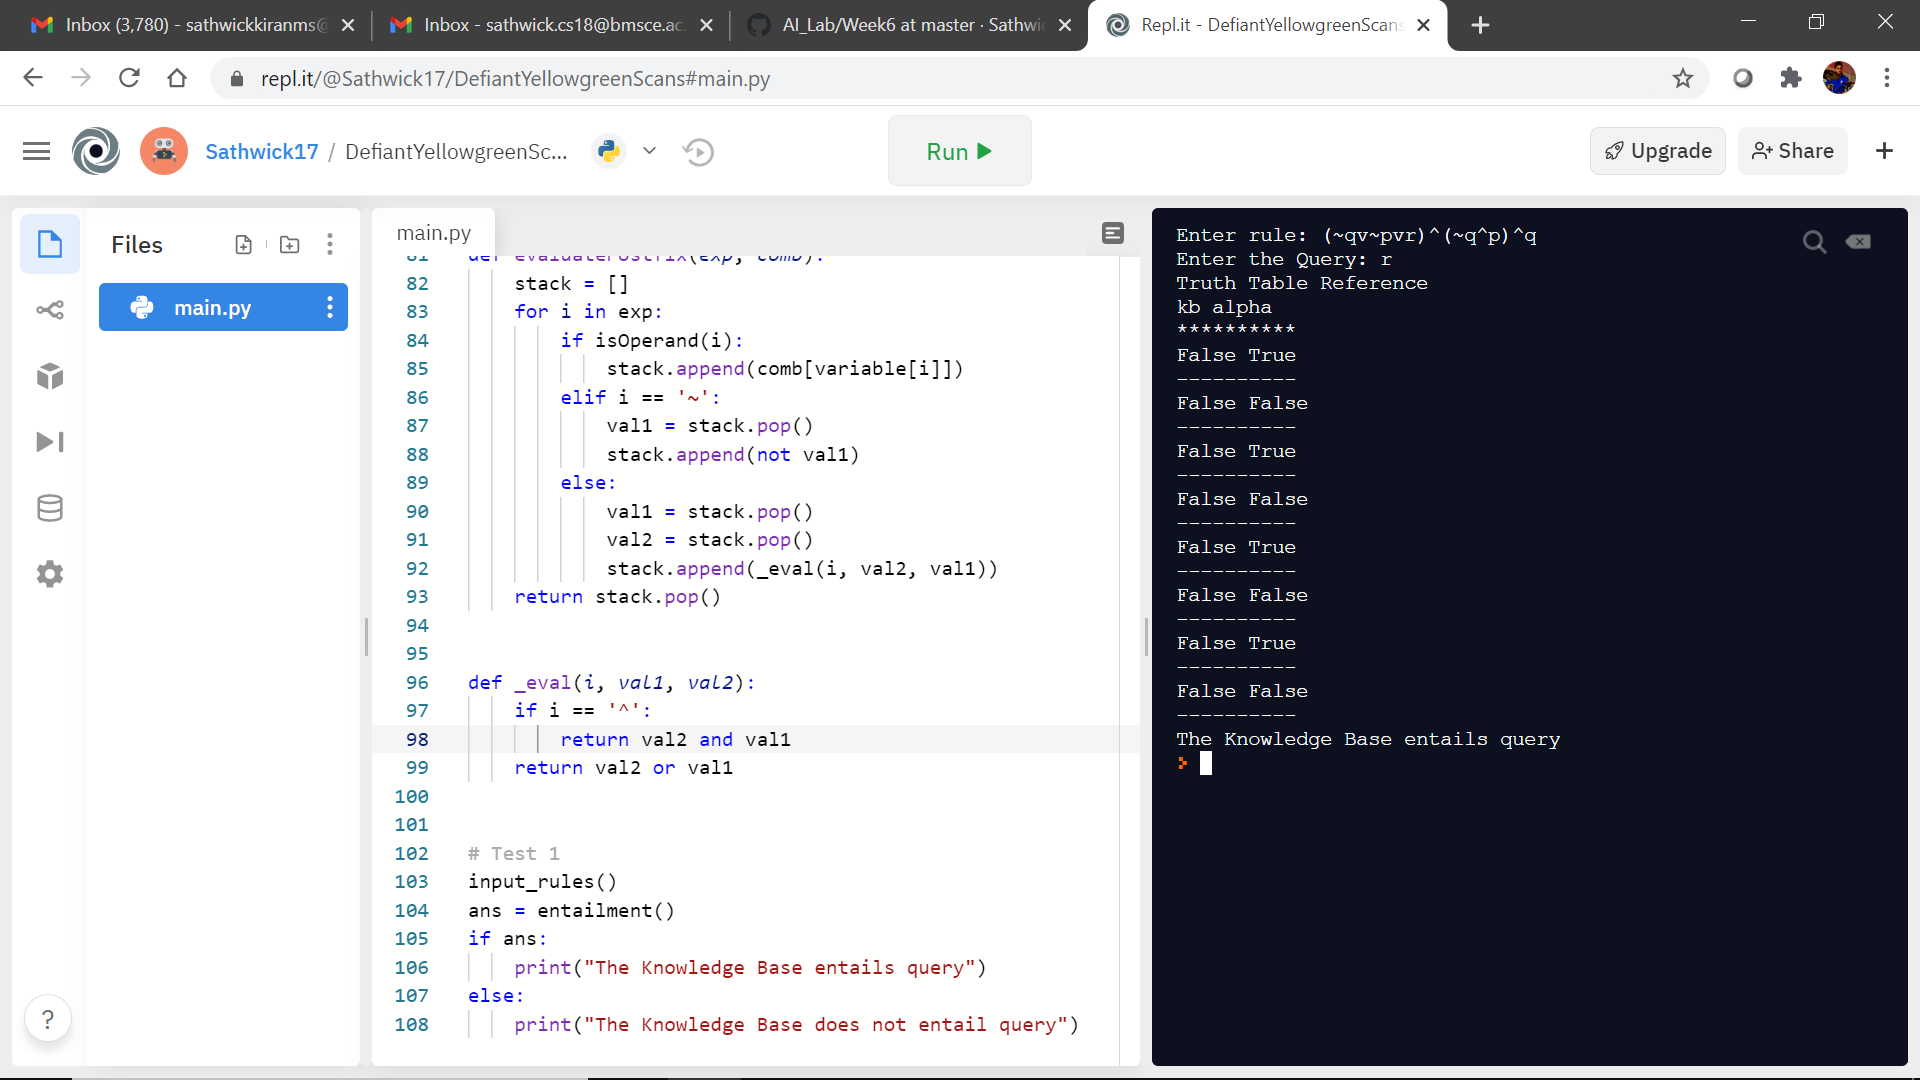 Inbox (3,780) - sathwickkiranms@
Inbox - sathwick.cs18@bmsce.ac.
AI_Lab/Week6 at master · Sathwic
Repl.it - DefiantYellowgreenScans
repl.it/@Sathwick17/DefiantYellowgreenScans#main.py
Sathwick17 / DefiantYellowgreenSc...
Run
Upgrade
Share
Files
main.py
main.py
81 def evaluatePostfix(exp, comb):
82 stack = []
83 for i in exp:
84 if isOperand(i):
85 stack.append(comb[variable[i]])
86 elif i == '~':
87 val1 = stack.pop()
88 stack.append(not val1)
89 else:
90 val1 = stack.pop()
91 val2 = stack.pop()
92 stack.append(_eval(i, val2, val1))
93 return stack.pop()
94
95
96 def _eval(i, val1, val2):
97 if i == '^':
98 return val2 and val1
99 return val2 or val1
100
101
102 # Test 1
103 input_rules()
104 ans = entailment()
105 if ans:
106 print("The Knowledge Base entails query")
107 else:
108 print("The Knowledge Base does not entail query")
Enter rule: (~qv~pvr)^(~q^p)^q
Enter the Query: r
Truth Table Reference
kb alpha
**********
False True
----------
False False
----------
False True
----------
False False
----------
False True
----------
False False
----------
False True
----------
False False
----------
The Knowledge Base entails query
?